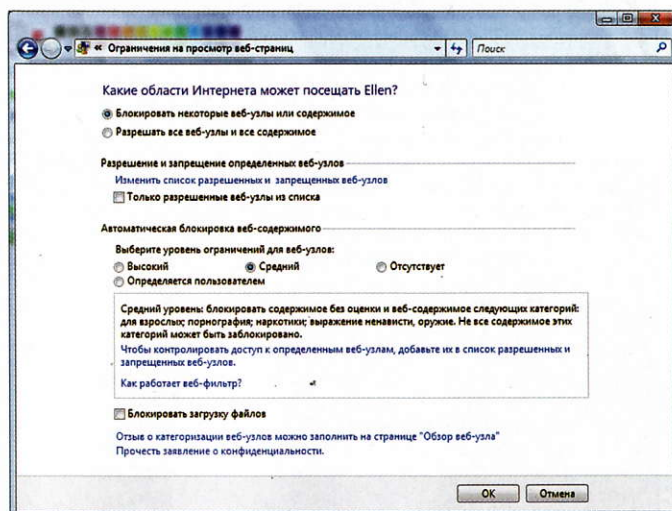 « Ограничения на просмотр веб-страниц
Поиск
Какие области Интернета может посещать Ellen?
Блокировать некоторые веб-узлы или содержимое
Разрешать все веб-узлы и все содержимое
Разрешение и запрещение определенных веб-узлов
Изменить список разрешенных и запрещенных веб-узлов
Только разрешенные веб-узлы из списка
Автоматическая блокировка веб-содержимого
Выберите уровень ограничений для веб-узлов:
Высокий Средний Отсутствует
Определяется пользователем
Средний уровень: блокировать содержимое без оценки и веб-содержимое следующих категорий:
для взрослых; порнография; наркотики; выражение ненависти, оружие. Не все содержимое этих
категорий может быть заблокировано.
Чтобы контролировать доступ к определенным веб-узлам, добавьте их в список разрешенных и
запрещенных веб-узлов.
Как работает веб-фильтр?
Блокировать загрузку файлов
Отзыв о категоризации веб-узлов можно заполнить на странице "Обзор веб-узла"
Прочесть заявление о конфиденциальности.
ОК Отмена